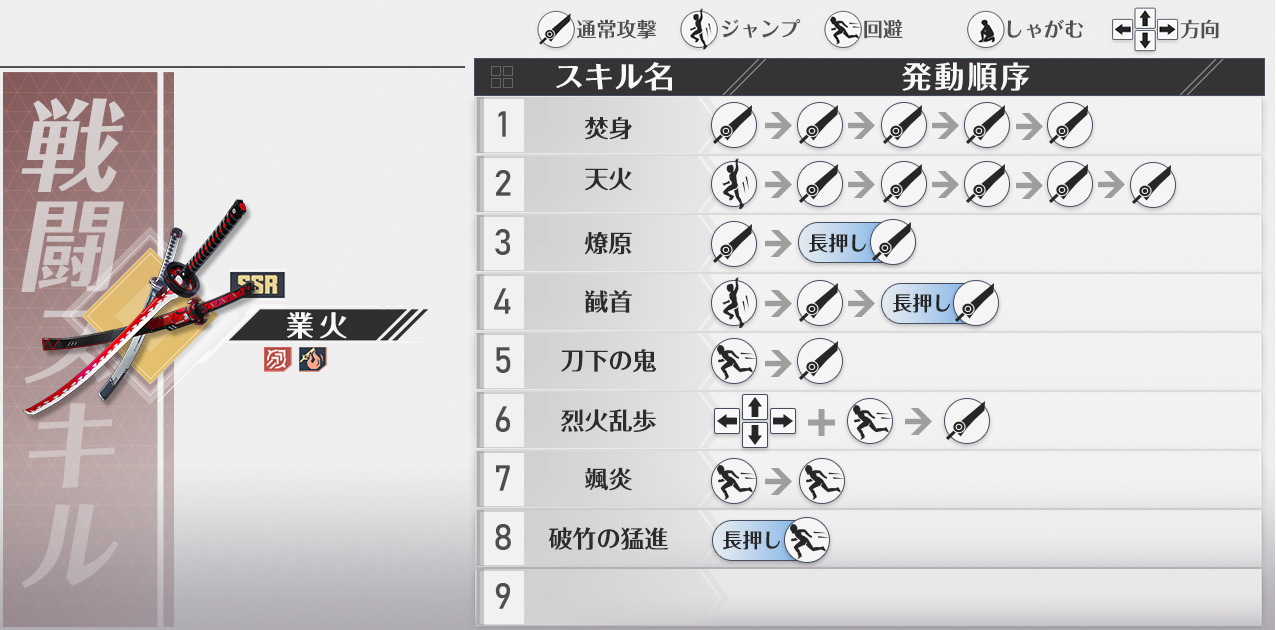 通常攻撃 ジャンプ 回避 しゃがむ 方向
戦闘スキル
SSR
業火
スキル名 発動順序
1 焚身
2 天火
3 燎原 長押し
4 馘首 長押し
5 刀下の鬼
6 烈火乱歩
7 颯炎
8 破竹の猛進 長押し
9